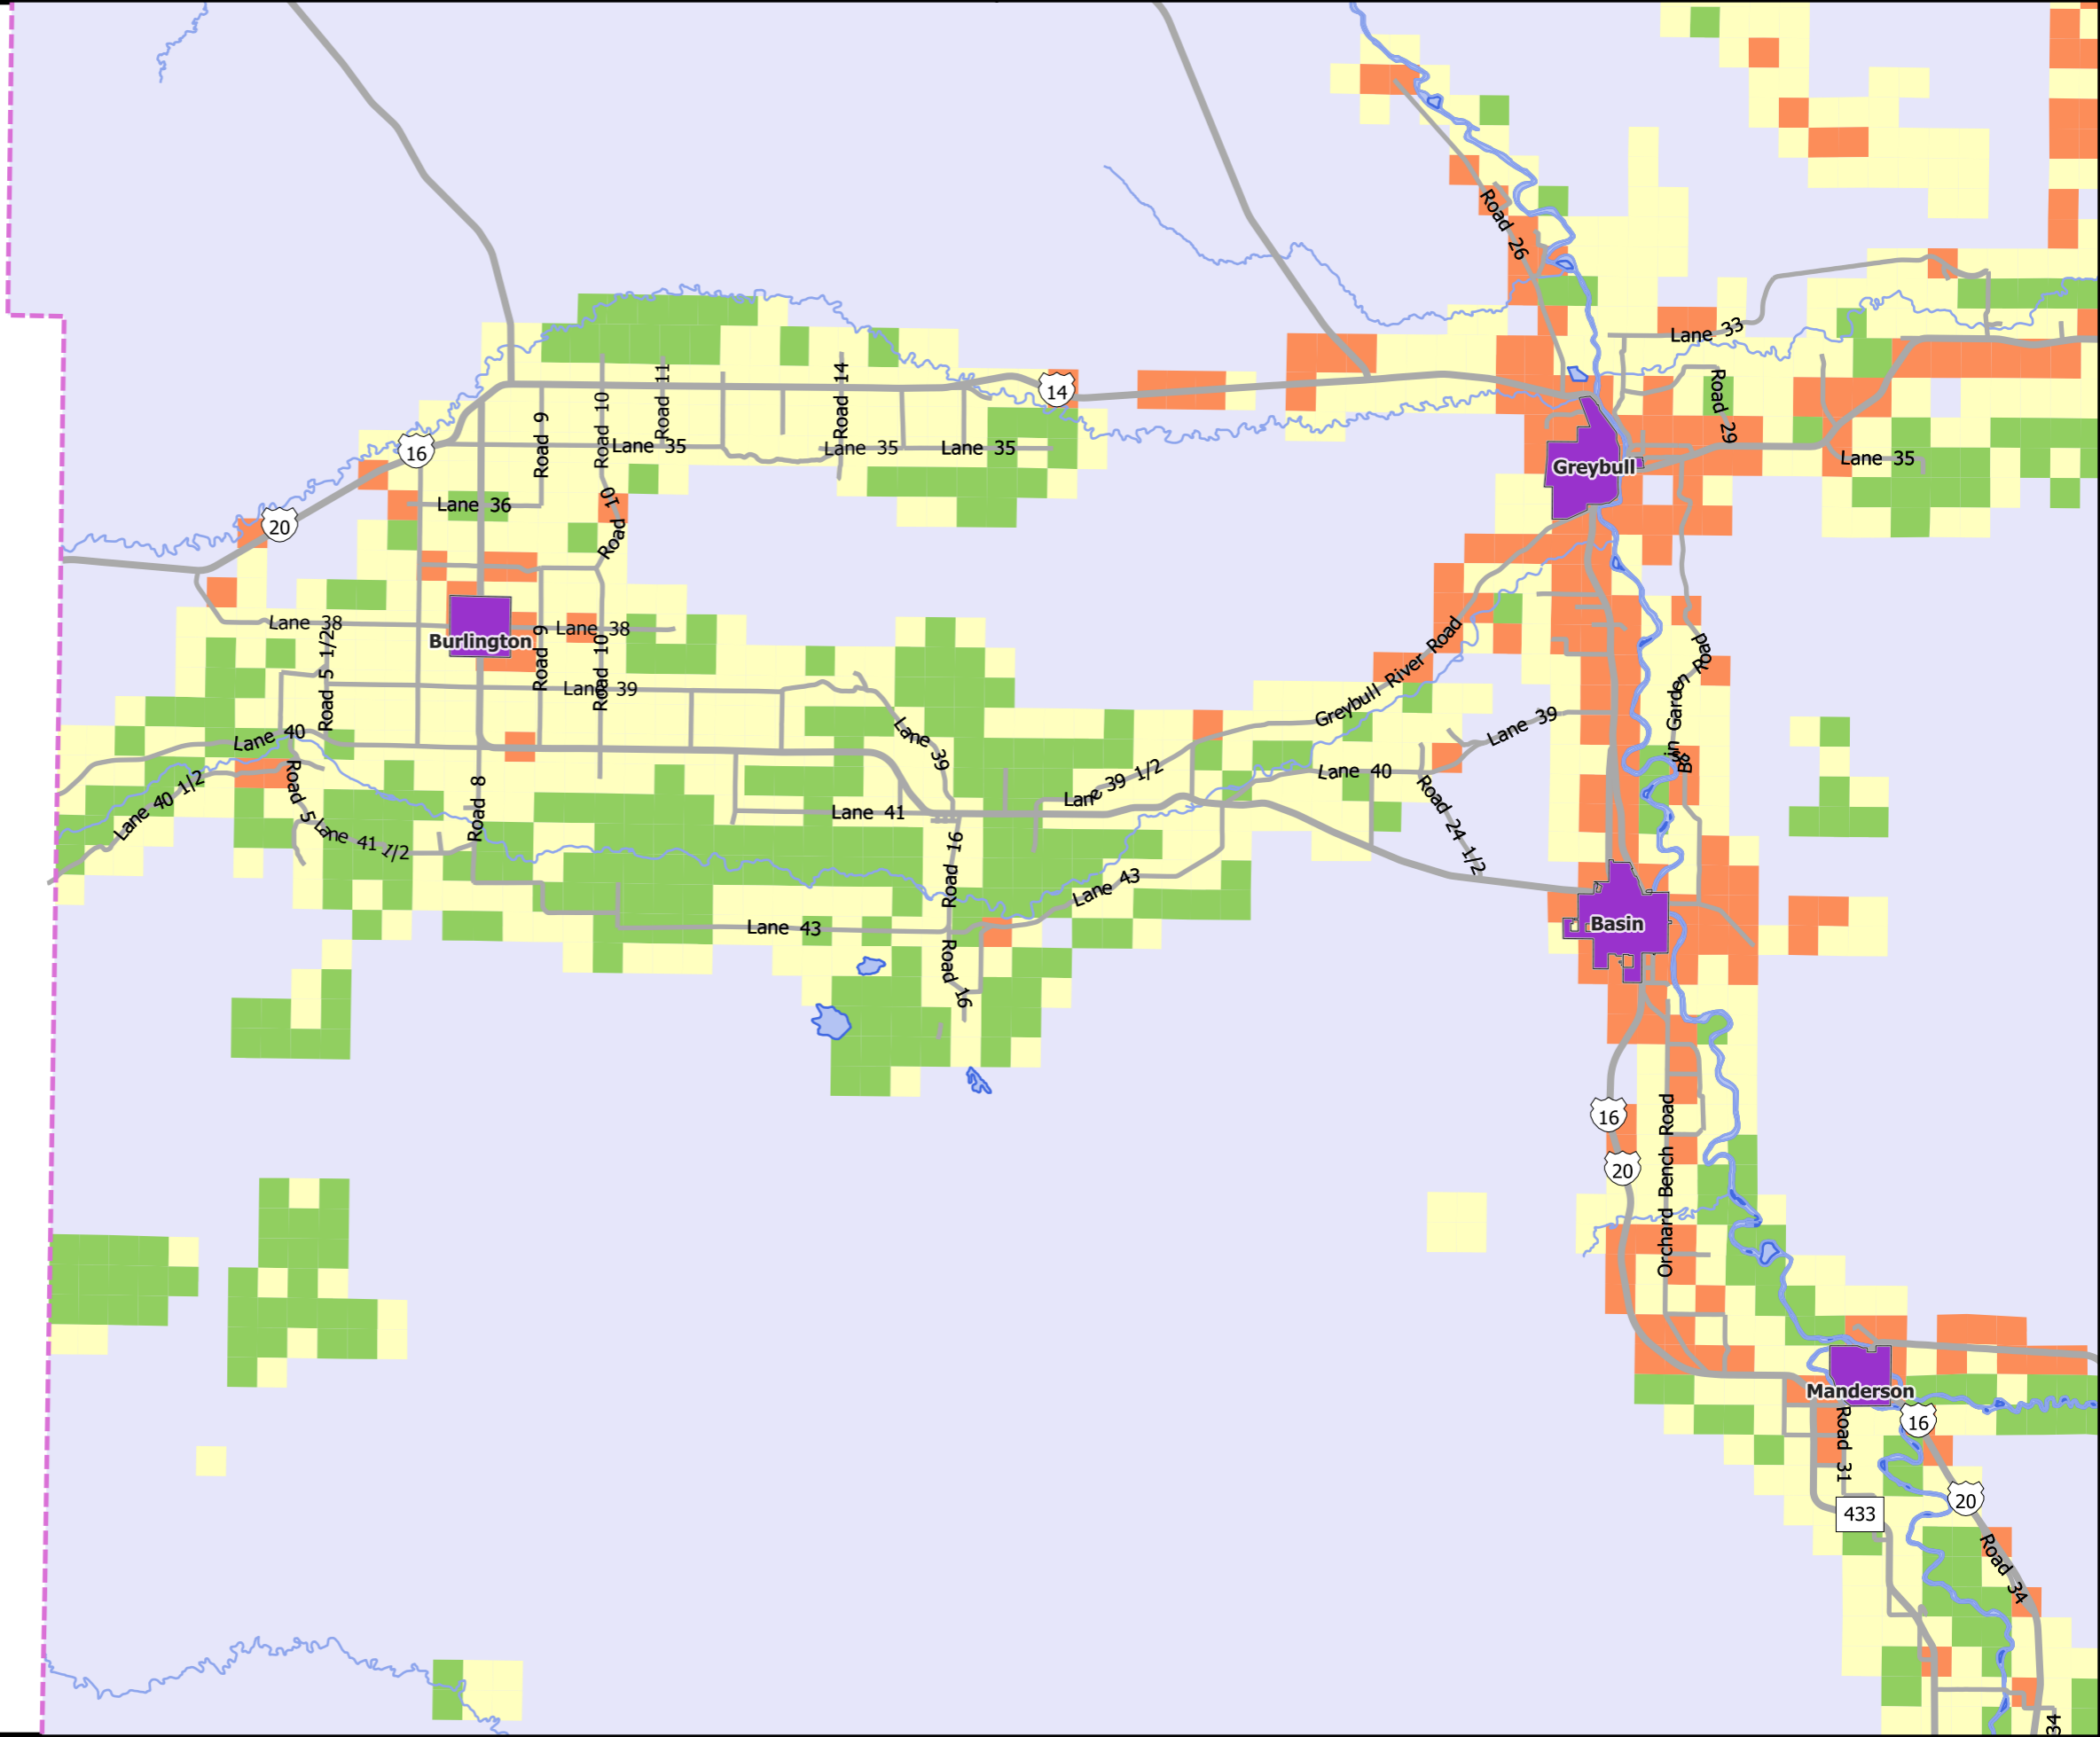 Road 26
Lane 33
Road 14
Road 11
14
Road 29
Road 9
Road 10
Lane 35
Lane 35
Lane 35
16
Greybull
Lane 35
Lane 36
Road 10
20
Lane 38
Burlington
Lane 38
Road 5 1/2
Road 9
Road 10
Lane 39
Greybull River Road
Basin Garden Road
Lane 40
Lane 39
Lane 39
Lane 40 1/2
Road 5
Lane 39 1/2
Lane 40
Road 8
Lane 41
Road 24 1/2
Lane 41 1/2
Road 16
Lane 43
Lane 43
Basin
Road 16
16
Orchard Bench Road
20
Manderson
16
Road 31
20
433
Road 34
34